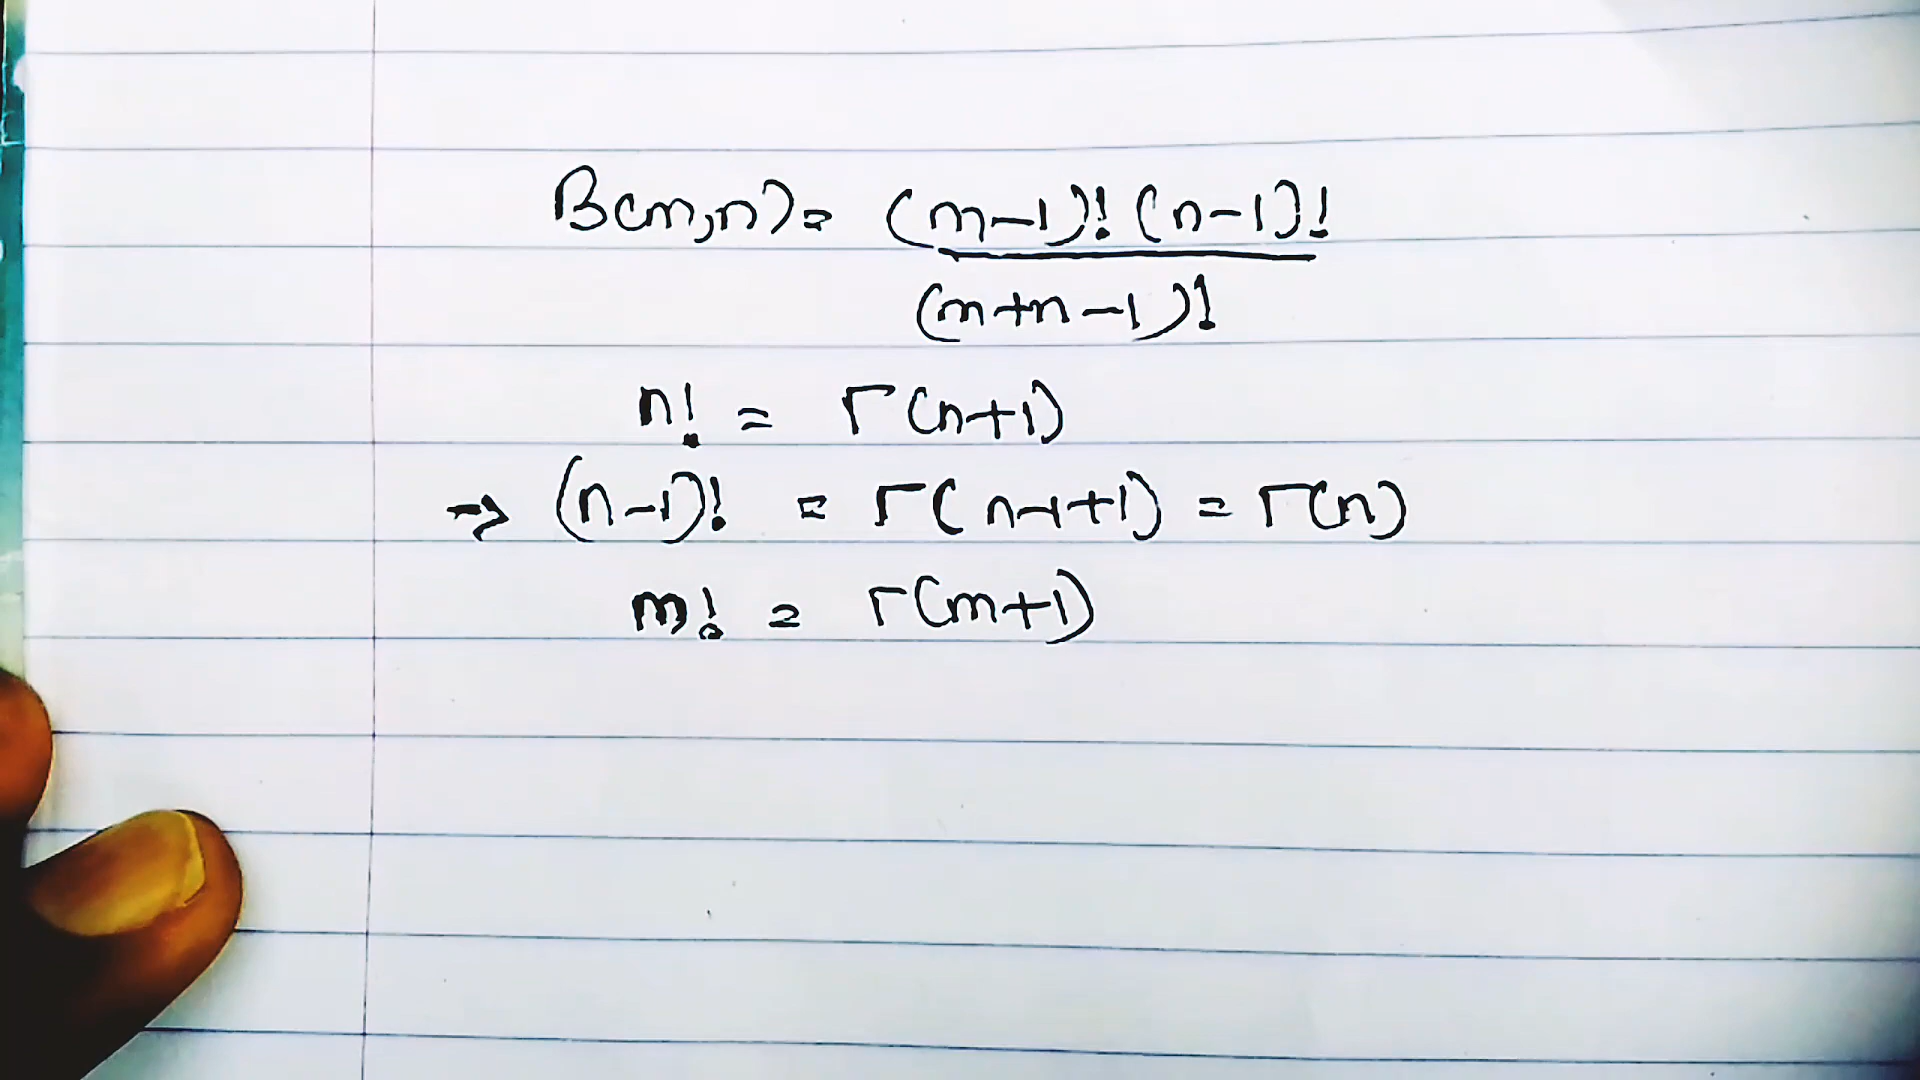 B(m,n) = (m-1)! (n-1)!
(m+n-1)!
n! = Γ(n+1)
→ (n-1)! = Γ(n-1+1) = Γ(n)
m! = Γ(m+1)